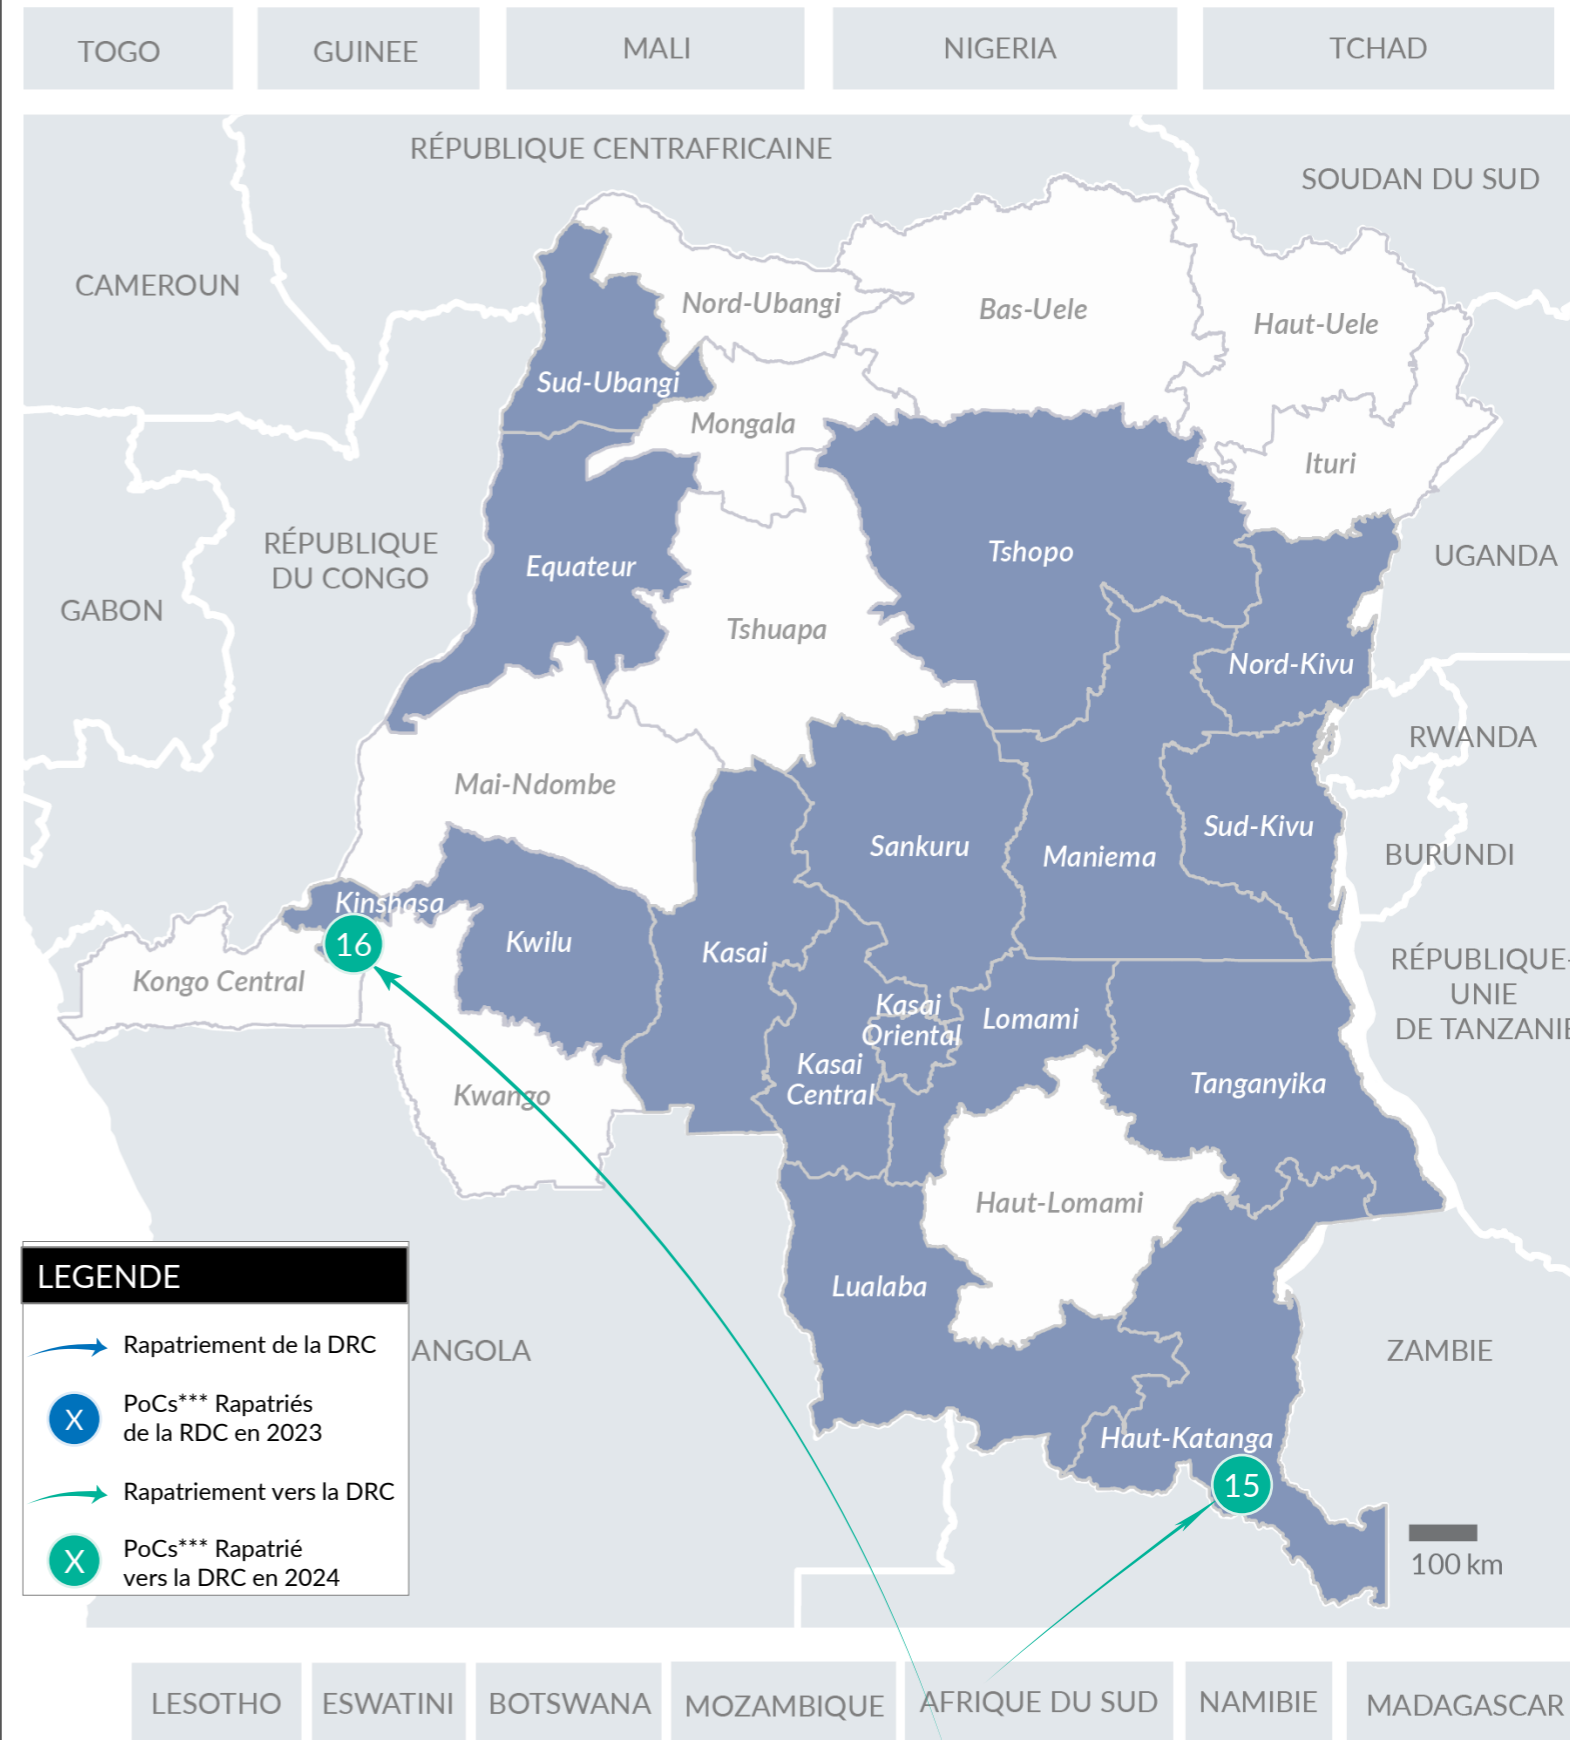 TOGO
GUINEE
MALI
NIGERIA
TCHAD
RÉPUBLIQUE CENTRAFRICAINE
SOUDAN DU SUD
CAMEROUN
Nord-Ubangi
Bas-Uele
Haut-Uele
Sud-Ubangi
Mongala
Ituri
RÉPUBLIQUE
DU CONGO
Equateur
Tshopo
UGANDA
GABON
Tshuapa
Nord-Kivu
RWANDA
Mai-Ndombe
Sankuru
Maniema
Sud-Kivu
BURUNDI
Kinshasa
16
Kwilu
Kasai
Kongo Central
RÉPUBLIQUE-
UNIE
DE TANZANIE
Kasai
Oriental
Lomami
Kasai
Central
Tanganyika
Kwango
Haut-Lomami
Lualaba
LEGENDE
Rapatriement de la DRC
X
PoCs*** Rapatriés
de la RDC en 2023
Rapatriement vers la DRC
X
PoCs*** Rapatrié
vers la DRC en 2024
ANGOLA
ZAMBIE
Haut-Katanga
15
100 km
LESOTHO
ESWATINI
BOTSWANA
MOZAMBIQUE
AFRIQUE DU SUD
NAMIBIE
MADAGASCAR